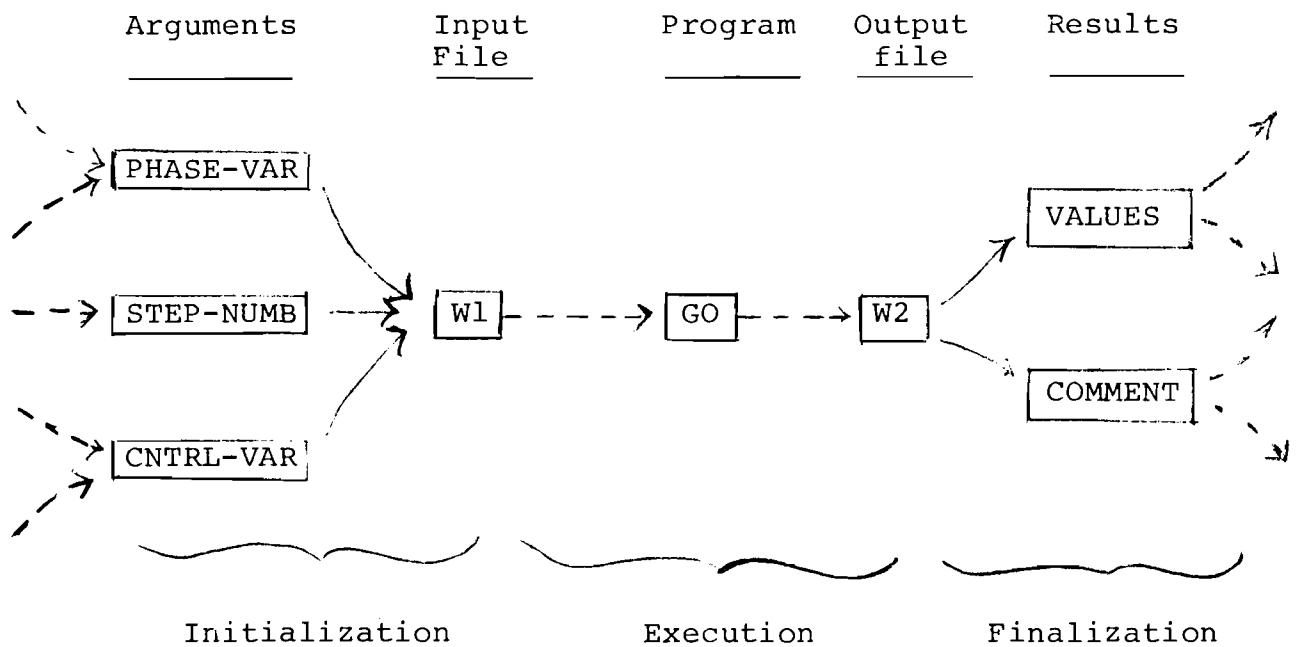 Arguments
Input
File
Program
Output
file
Results
PHASE-VAR
VALUES
STEP-NUMB
W1
GO
W2
COMMENT
CNTRL-VAR
Initialization
Execution
Finalization